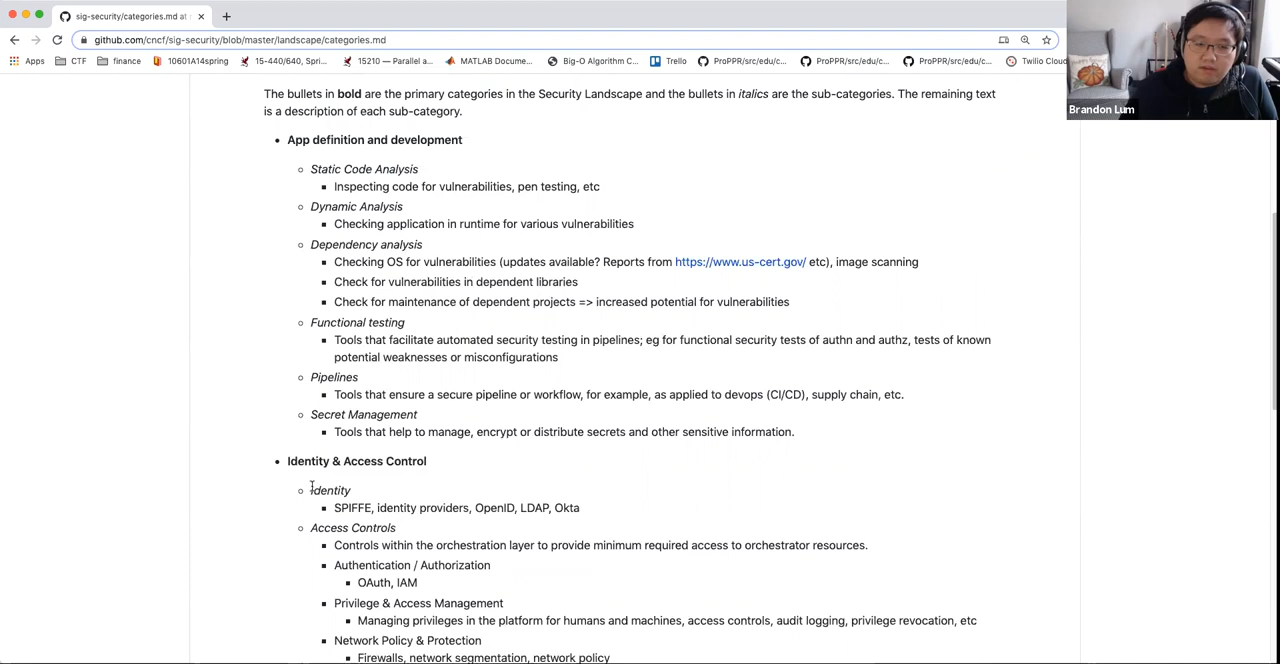 sig-security/categories.md at
github.com/cncf/sig-security/blob/master/landscape/categories.md
Apps CTF finance 10601A14spring 15-440/640, Spri... 15210 — Parallel a... MATLAB Docume... Big-O Algorithm C... Trello ProPPR/src/edu/c... ProPPR/src/edu/c... ProPPR/src/edu/c... Twilio Cloud
Brandon Lum
The bullets in bold are the primary categories in the Security Landscape and the bullets in italics are the sub-categories. The remaining text
is a description of each sub-category.
App definition and development
Static Code Analysis
Inspecting code for vulnerabilities, pen testing, etc
Dynamic Analysis
Checking application in runtime for various vulnerabilities
Dependency analysis
Checking OS for vulnerabilities (updates available? Reports from https://www.us-cert.gov/ etc), image scanning
Check for vulnerabilities in dependent libraries
Check for maintenance of dependent projects => increased potential for vulnerabilities
Functional testing
Tools that facilitate automated security testing in pipelines; eg for functional security tests of authn and authz, tests of known
potential weaknesses or misconfigurations
Pipelines
Tools that ensure a secure pipeline or workflow, for example, as applied to devops (CI/CD), supply chain, etc.
Secret Management
Tools that help to manage, encrypt or distribute secrets and other sensitive information.
Identity & Access Control
Identity
SPIFFE, identity providers, OpenID, LDAP, Okta
Access Controls
Controls within the orchestration layer to provide minimum required access to orchestrator resources.
Authentication / Authorization
OAuth, IAM
Privilege & Access Management
Managing privileges in the platform for humans and machines, access controls, audit logging, privilege revocation, etc
Network Policy & Protection
Firewalls, network segmentation, network policy